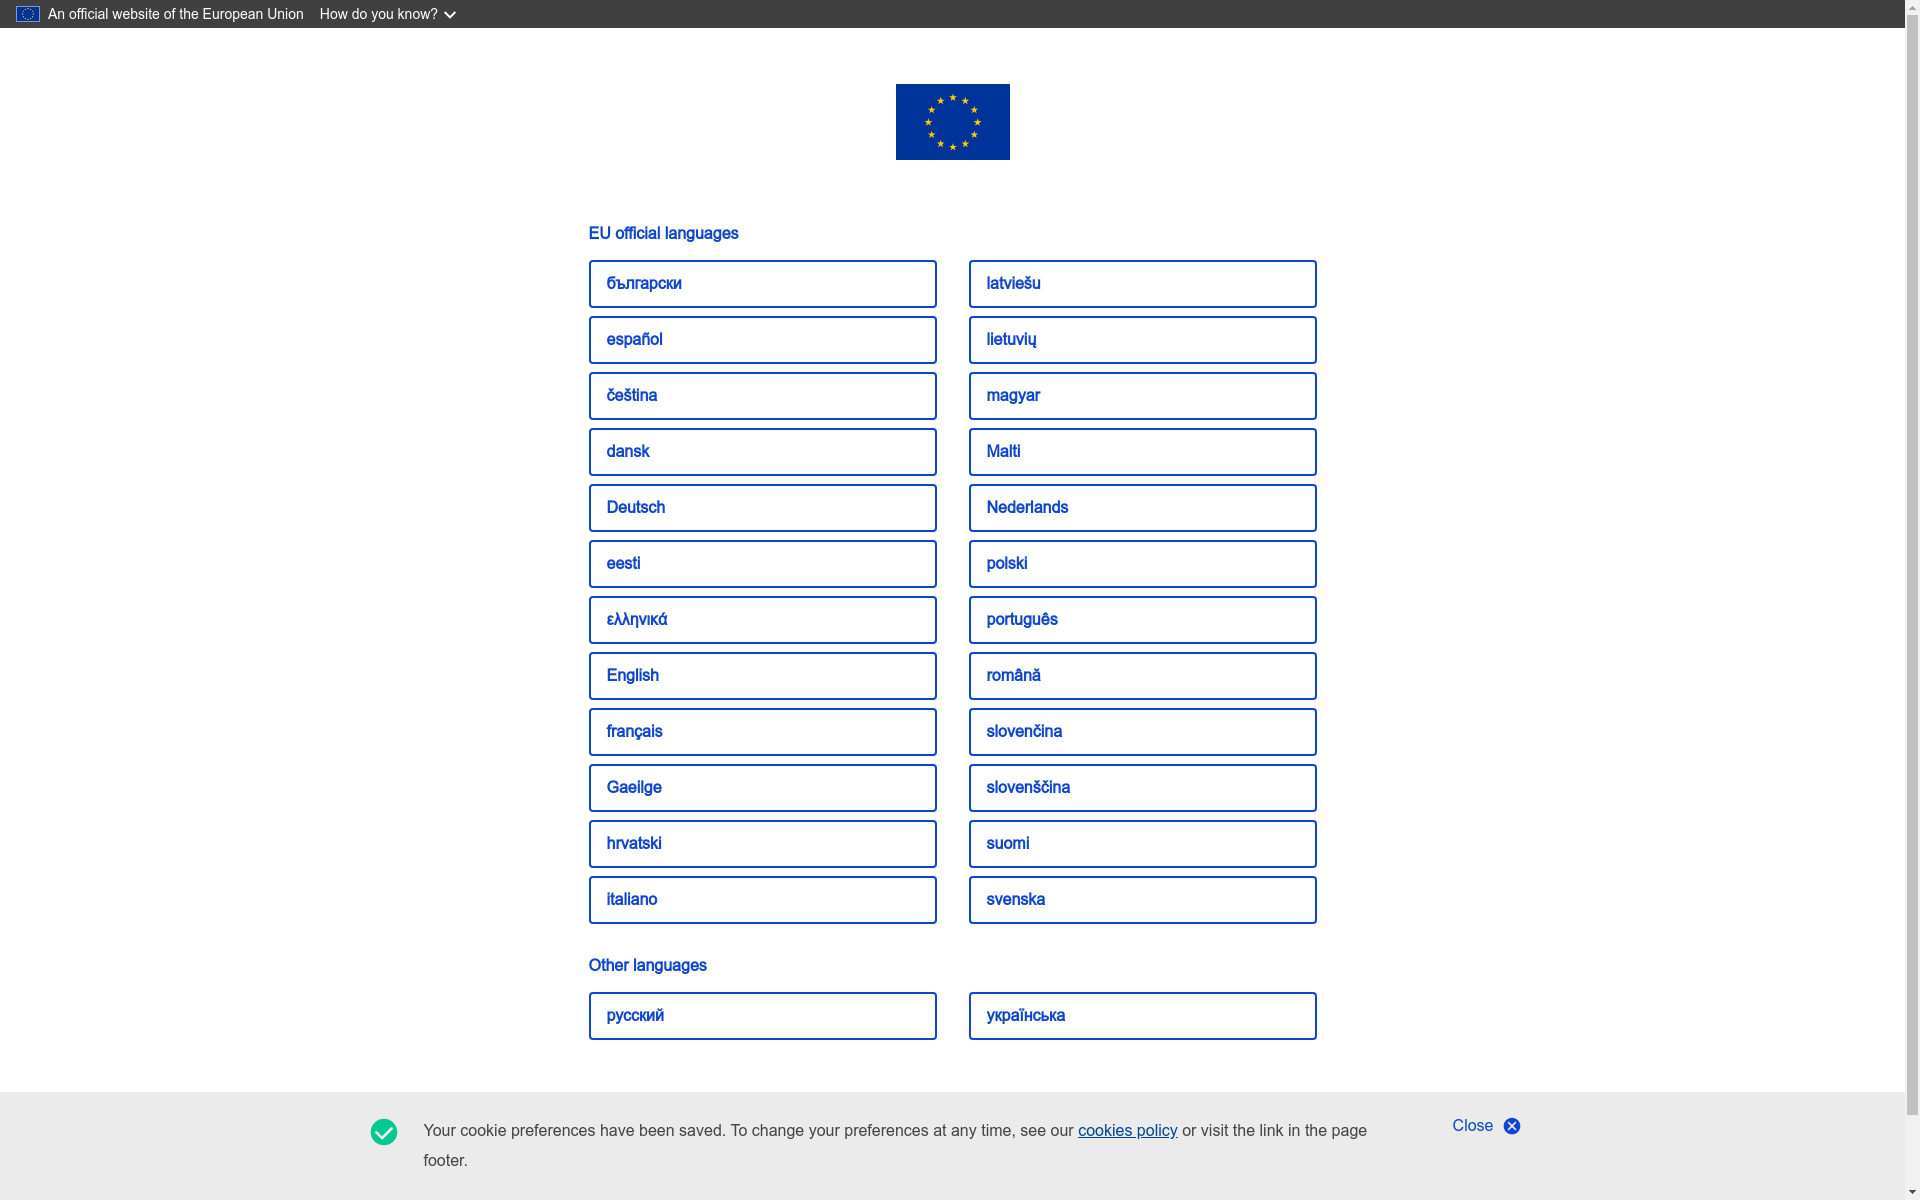 An official website of the European Union How do you know?
EU official languages
български
español
čeština
dansk
Deutsch
eesti
ελληνικά
English
français
Gaeilge
hrvatski
italiano
latviešu
lietuvių
magyar
Malti
Nederlands
polski
português
română
slovenčina
slovenščina
suomi
svenska
Other languages
русский
українська
Your cookie preferences have been saved. To change your preferences at any time, see our cookies policy or visit the link in the page
footer.
Close